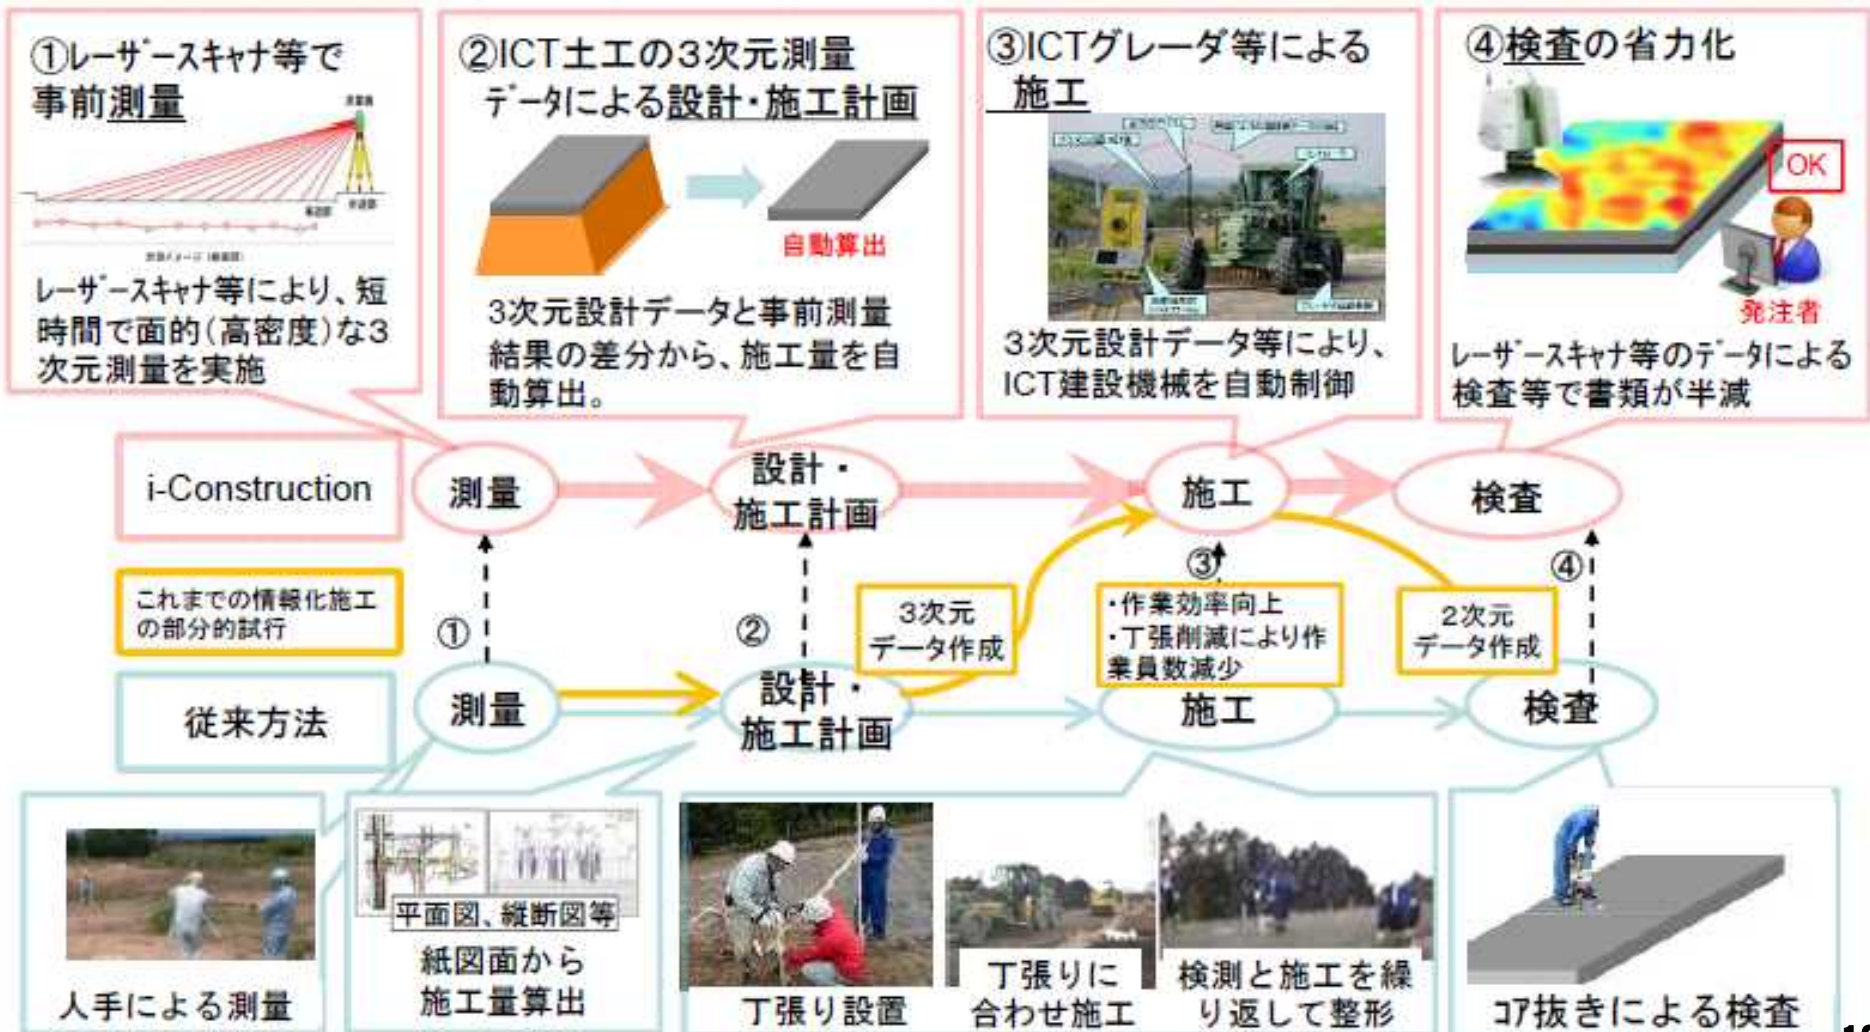 ①レーザースキャナ等で
事前測量
計測イメージ（横断図）
レーザースキャナ等により、短
時間で面的（高密度）な3
次元測量を実施
②ICT土工の3次元測量
データによる設計・施工計画
自動算出
3次元設計データと事前測量
結果の差分から、施工量を自
動算出。
③ICTグレーダ等による
施工
3次元設計データ等により、
ICT建設機械を自動制御
④検査の省力化
OK
発注者
レーザースキャナ等のデータによる
検査等で書類が半減
i-Construction
測量
設計・
施工計画
施工
検査
これまでの情報化施工
の部分的試行
①
②
3次元
データ作成
③
・作業効率向上
・丁張削減により作
業員数減少
2次元
データ作成
④
従来方法
測量
設計・
施工計画
施工
検査
人手による測量
平面図、縦断図等
紙図面から
施工量算出
丁張り設置
丁張りに
合わせ施工
検測と施工を繰
り返して整形
コア抜きによる検査